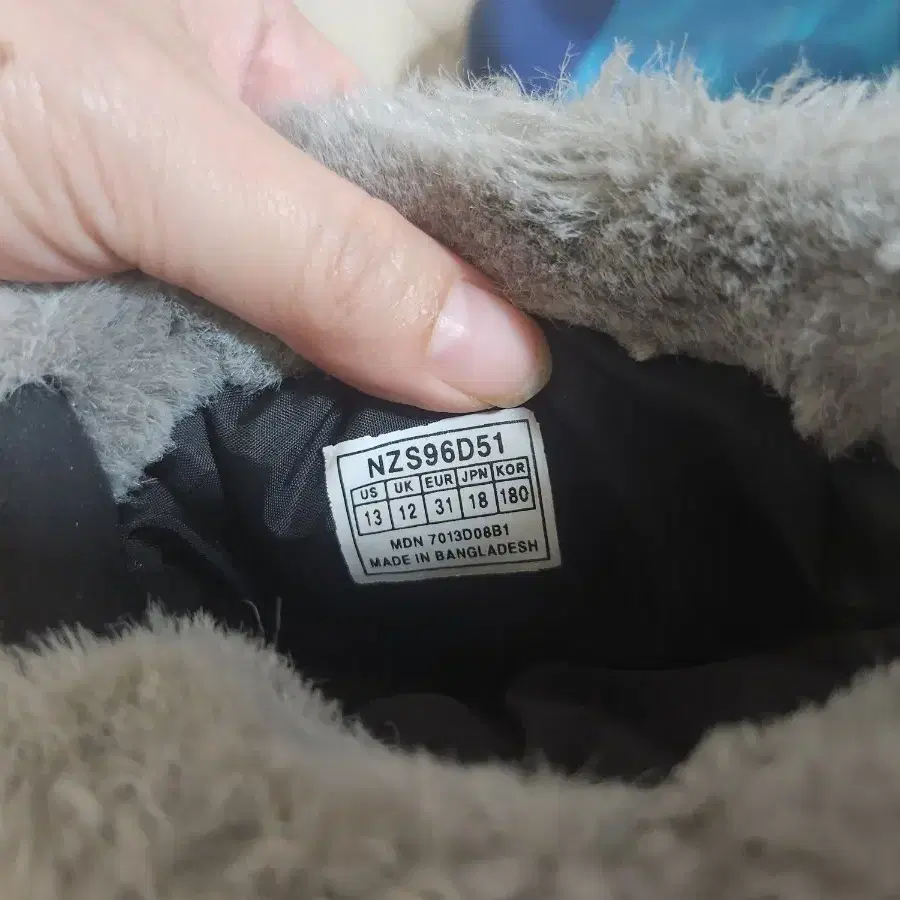 NZS96D51
US UK EUR JPN KOR
13 12 31 18 180
MDN 7013D08B1
MADE IN BANGLADESH